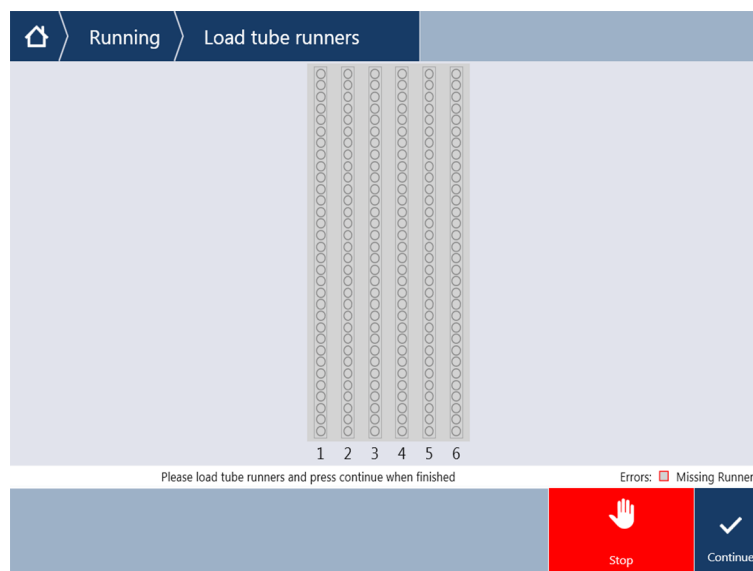 Running
Load tube runners
1 2 3 4 5 6
Please load tube runners and press continue when finished
Errors: Missing Runner
Stop
Continue